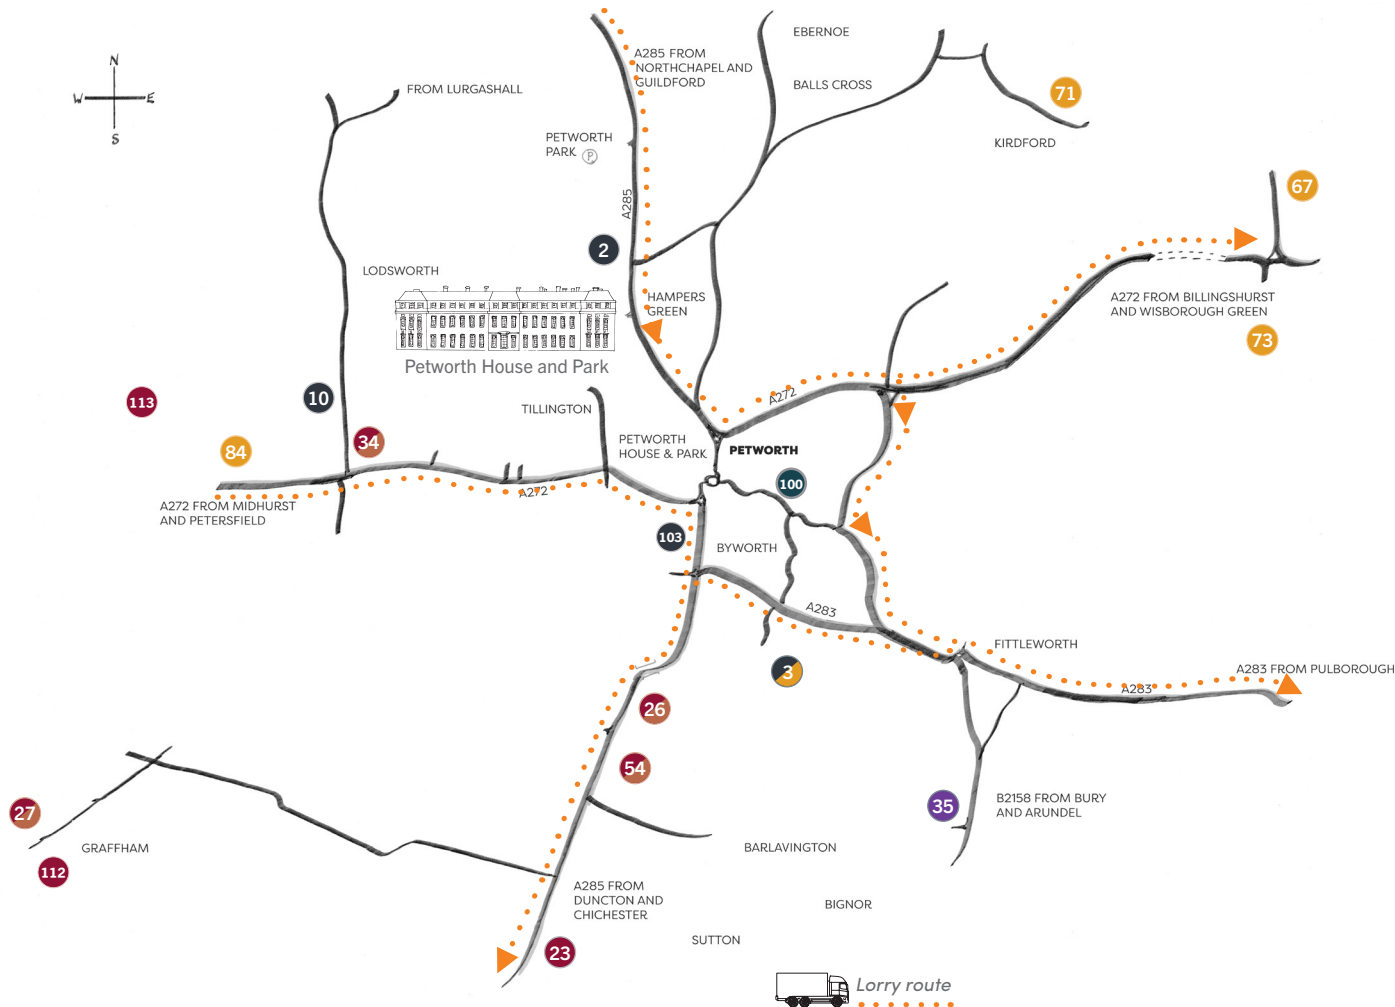 EBERNOE
A285 FROM
NORTHCHAPEL AND
GUILDFORD
N
W E
S
FROM LURGASHALL
BALLS CROSS
71
PETWORTH
PARK P
KIRDFORD
67
A285
2
LODSWORTH
HAMPERS
GREEN
A272 FROM BILLINGSHURST
AND WISBOROUGH GREEN
73
Petworth House and Park
113
10
TILLINGTON
A272
84
34
PETWORTH
HOUSE & PARK
PETWORTH
100
A272
A272 FROM MIDHURST
AND PETERSFIELD
103
BYWORTH
A283
FITTLEWORTH
3
A283 FROM PULBOROUGH
A283
26
54
27
35
B2158 FROM BURY
AND ARUNDEL
GRAFFHAM
112
BARLAVINGTON
A285 FROM
DUNCTON AND
CHICHESTER
BIGNOR
SUTTON
23
Lorry route